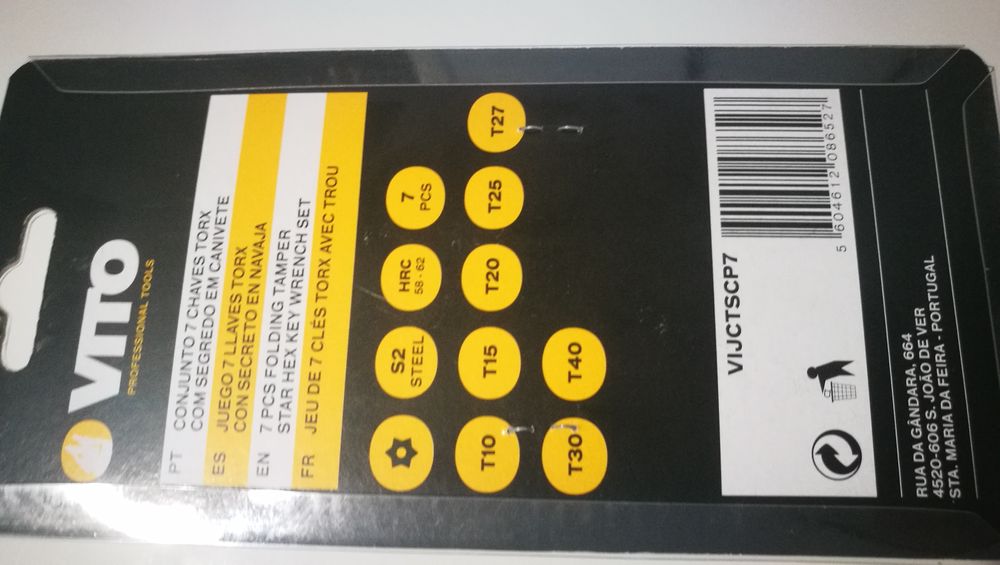 VITO
PROFESSIONAL TOOLS
PT CONJUNTO 7 CHAVES TORX
COM SEGREDO EM CANIVETE
ES JUEGO 7 LLAVES TORX
CON SECRETO EN NAVAJA
EN 7 PCS FOLDING TAMPER
STAR HEX KEY WRENCH SET
FR JEU DE 7 CLÉS TORX AVEC TROU
S2
STEEL
HRC
58 - 62
7
PCS
T10
T15
T20
T25
T27
T30
T40
VIJCTSCP7
5 604612 086527
RUA DA GÂNDARA, 664
4520-606 S. JOÃO DE VER
STA. MARIA DA FEIRA - PORTUGAL